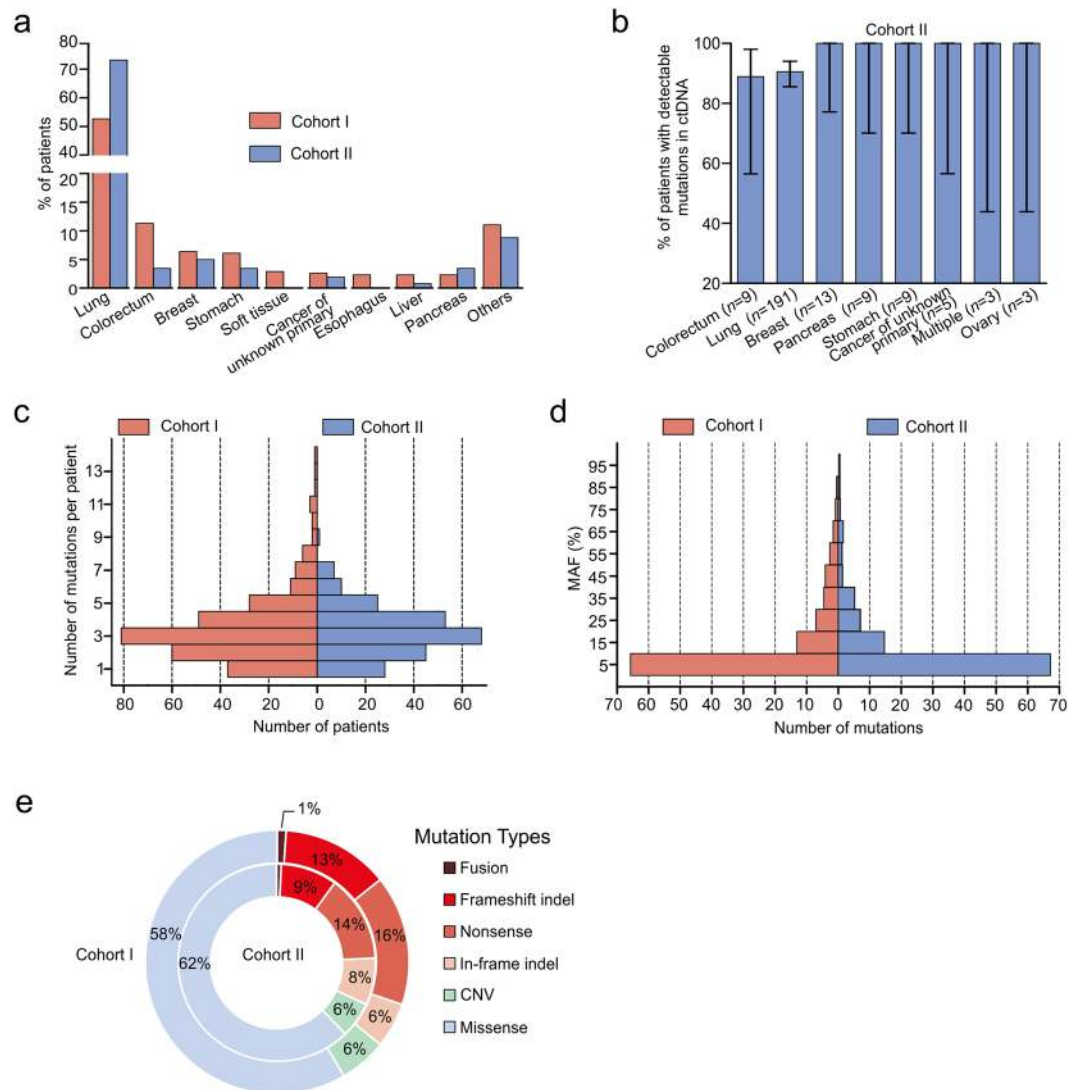 a
% of patients
80
70
60
50
40
20
15
10
5
0
Cohort I
Cohort II
Lung
Colorectum
Breast
Stomach
Soft tissue
Cancer of
unknown primary
Esophagus
Liver
Pancreas
Others
b
Cohort II
% of patients with detectable
mutations in ctDNA
100
80
60
40
20
Colorectum (n=9)
Lung (n=191)
Breast (n=13)
Pancreas (n=9)
Stomach (n=9)
Cancer of unknown
primary (n=5)
Multiple (n=3)
Ovary (n=3)
c
Cohort I
Cohort II
Number of mutations per patient
13
11
9
7
5
3
1
80 60 40 20 0 20 40 60
Number of patients
d
Cohort I
Cohort II
MAF (%)
95
85
75
65
55
45
35
25
15
5
70 60 50 40 30 20 10 0 10 20 30 40 50 60 70
Number of mutations
e
1%
13%
9%
14%
16%
58%
62%
8%
6%
6%
6%
Cohort I
Cohort II
Mutation Types
Fusion
Frameshift indel
Nonsense
In-frame indel
CNV
Missense